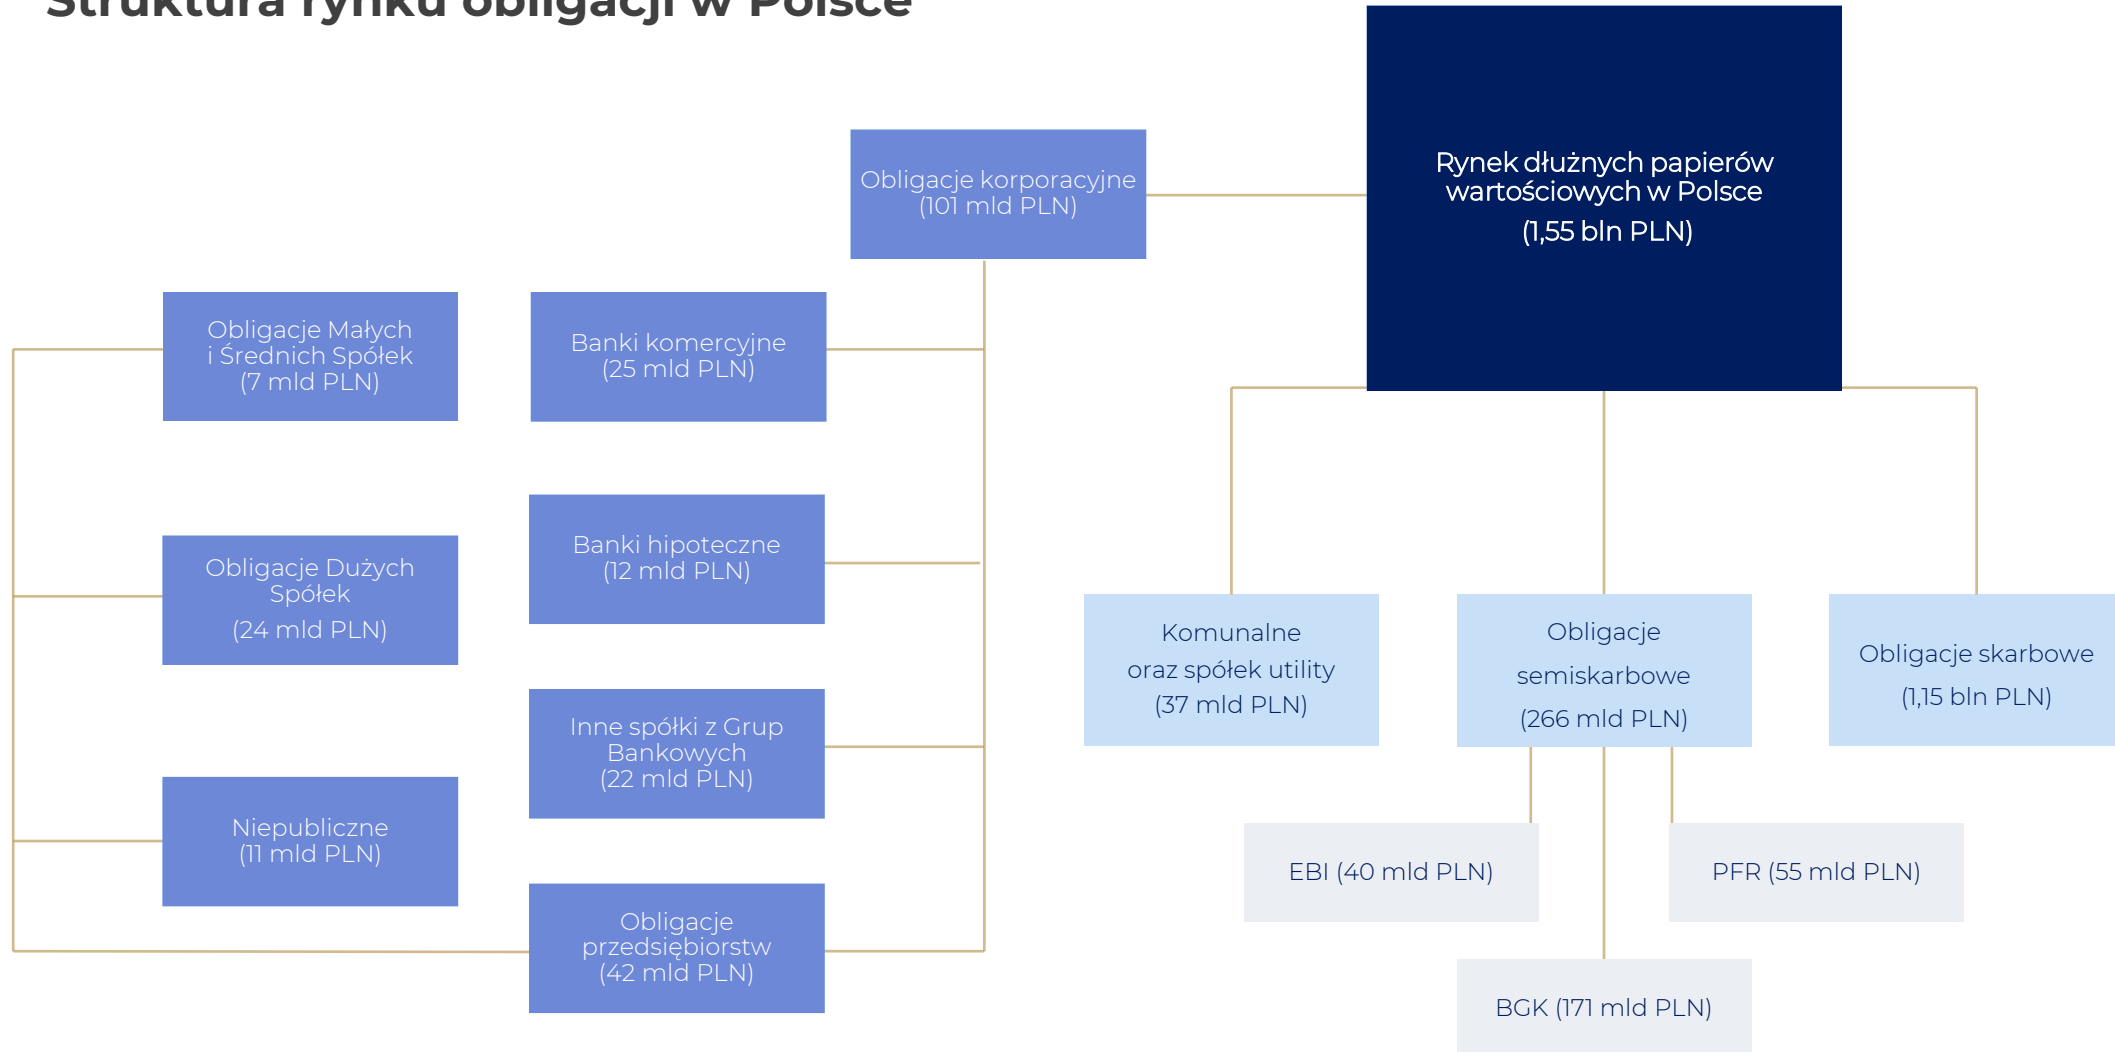 Struktura rynku obligacji w Polsce
Rynek dłużnych papierów
wartościowych w Polsce
(1,55 bln PLN)
Obligacje korporacyjne
(101 mld PLN)
Obligacje Małych
i Średnich Spółek
(7 mld PLN)
Banki komercyjne
(25 mld PLN)
Banki hipoteczne
(12 mld PLN)
Obligacje Dużych
Spółek
(24 mld PLN)
Inne spółki z Grup
Bankowych
(22 mld PLN)
Niepubliczne
(11 mld PLN)
Obligacje
przedsiębiorstw
(42 mld PLN)
Komunalne
oraz spółek utility
(37 mld PLN)
Obligacje
semiskarbowe
(266 mld PLN)
Obligacje skarbowe
(1,15 bln PLN)
EBI (40 mld PLN)
PFR (55 mld PLN)
BGK (171 mld PLN)